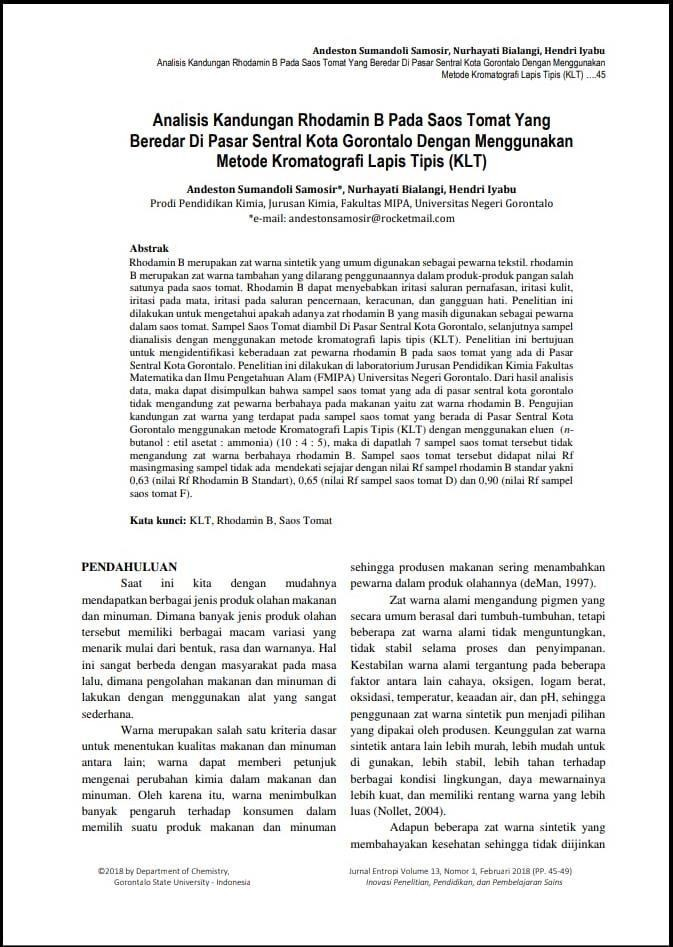 Andeston Sumandoli Samosir, Nurhayati Bialangi, Hendri Iyabu
Analisis Kandungan Rhodamin B Pada Saos Tomat Yang Beredar Di Pasar Sentral Kota Gorontalo Dengan Menggunakan
Metode Kromatografi Lapis Tipis (KLT) ....45
Analisis Kandungan Rhodamin B Pada Saos Tomat Yang
Beredar Di Pasar Sentral Kota Gorontalo Dengan Menggunakan
Metode Kromatografi Lapis Tipis (KLT)
Andeston Sumandoli Samosir*, Nurhayati Bialangi, Hendri Iyabu
Prodi Pendidikan Kimia, Jurusan Kimia, Fakultas MIPA, Universitas Negeri Gorontalo
*e-mail: andestonsamosir@rocketmail.com
Abstrak
Rhodamin B merupakan zat warna sintetik yang umum digunakan sebagai pewarna tekstil. rhodamin
B merupakan zat warna tambahan yang dilarang penggunaannya dalam produk-produk pangan salah
satunya pada saos tomat. Rhodamin B dapat menyebabkan iritasi saluran pernafasan, iritasi kulit,
iritasi pada mata, iritasi pada saluran pencernaan, keracunan, dan gangguan hati. Penelitian ini
dilakukan untuk mengetahui apakah adanya zat rhodamin B yang masih digunakan sebagai pewarna
dalam saos tomat. Sampel Saos Tomat diambil Di Pasar Sentral Kota Gorontalo, selanjutnya sampel
dianalisis dengan menggunakan metode kromatografi lapis tipis (KLT). Penelitian ini bertujuan
untuk mengidentifikasi keberadaan zat pewarna rhodamin B pada saos tomat yang ada di Pasar
Sentral Kota Gorontalo. Penelitian ini dilakukan di laboratorium Jurusan Pendidikan Kimia Fakultas
Matematika dan Ilmu Pengetahuan Alam (FMIPA) Universitas Negeri Gorontalo. Dari hasil analisis
data, maka dapat disimpulkan bahwa sampel saos tomat yang ada di pasar sentral kota gorontalo
tidak mengandung zat pewarna berbahaya pada makanan yaitu zat warna rhodamin B. Pengujian
kandungan zat warna yang terdapat pada sampel saos tomat yang berada di Pasar Sentral Kota
Gorontalo menggunakan metode Kromatografi Lapis Tipis (KLT) dengan menggunakan eluen (n-
butanol : etil asetat : ammonia) (10 : 4 : 5), maka di dapatlah 7 sampel saos tomat tersebut tidak
mengandung zat warna berbahaya rhodamin B. Sampel saos tomat tersebut didapat nilai Rf
masingmasing sampel tidak ada mendekati sejajar dengan nilai Rf sampel rhodamin B standar yakni
0,63 (nilai Rf Rhodamin B Standart), 0,65 (nilai Rf sampel saos tomat D) dan 0,90 (nilai Rf sampel
saos tomat F).
Kata kunci: KLT, Rhodamin B, Saos Tomat
PENDAHULUAN
Saat ini kita dengan mudahnya
mendapatkan berbagai jenis produk olahan makanan
dan minuman. Dimana banyak jenis produk olahan
tersebut memiliki berbagai macam variasi yang
menarik mulai dari bentuk, rasa dan warnanya. Hal
ini sangat berbeda dengan masyarakat pada masa
lalu, dimana pengolahan makanan dan minuman di
lakukan dengan menggunakan alat yang sangat
sederhana.
Warna merupakan salah satu kriteria dasar
untuk menentukan kualitas makanan dan minuman
antara lain; warna dapat memberi petunjuk
mengenai perubahan kimia dalam makanan dan
minuman. Oleh karena itu, warna menimbulkan
banyak pengaruh terhadap konsumen dalam
memilih suatu produk makanan dan minuman
sehingga produsen makanan sering menambahkan
pewarna dalam produk olahannya (deMan, 1997).
Zat warna alami mengandung pigmen yang
secara umum berasal dari tumbuh-tumbuhan, tetapi
beberapa zat warna alami tidak menguntungkan,
tidak stabil selama proses dan penyimpanan.
Kestabilan warna alami tergantung pada beberapa
faktor antara lain cahaya, oksigen, logam berat,
oksidasi, temperatur, keaadan air, dan pH, sehingga
penggunaan zat warna sintetik pun menjadi pilihan
yang dipakai oleh produsen. Keunggulan zat warna
sintetik antara lain lebih murah, lebih mudah untuk
di gunakan, lebih stabil, lebih tahan terhadap
berbagai kondisi lingkungan, daya mewarnainya
lebih kuat, dan memiliki rentang warna yang lebih
luas (Nollet, 2004).
Adapun beberapa zat warna sintetik yang
membahayakan kesehatan sehingga tidak diijinkan
©2018 by Department of Chemistry,
Gorontalo State University - Indonesia
Jurnal Entropi Volume 13, Nomor 1, Februari 2018 (PP. 45-49)
Inovasi Penelitian, Pendidikan, dan Pembelajaran Sains